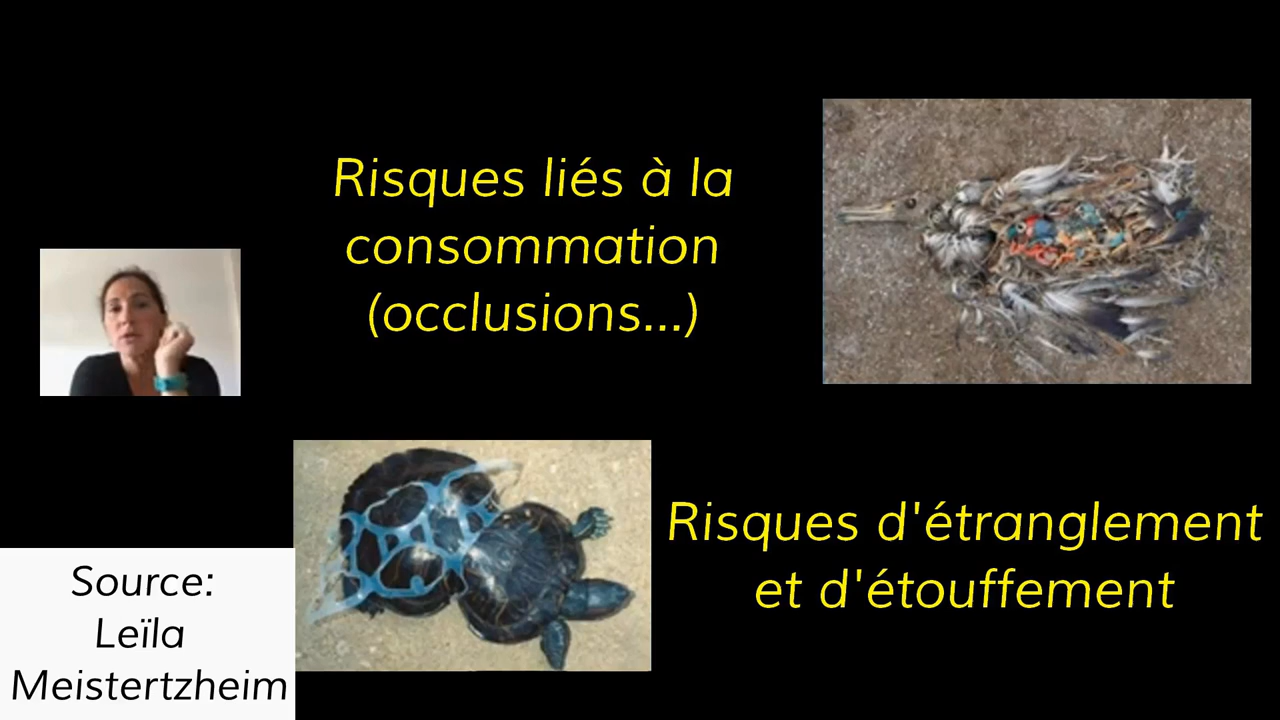 Risques liés à la
consommation
(occlusions...)
Risques d'étranglement
et d'étouffement
Source:
Leïla
Meistertzheim